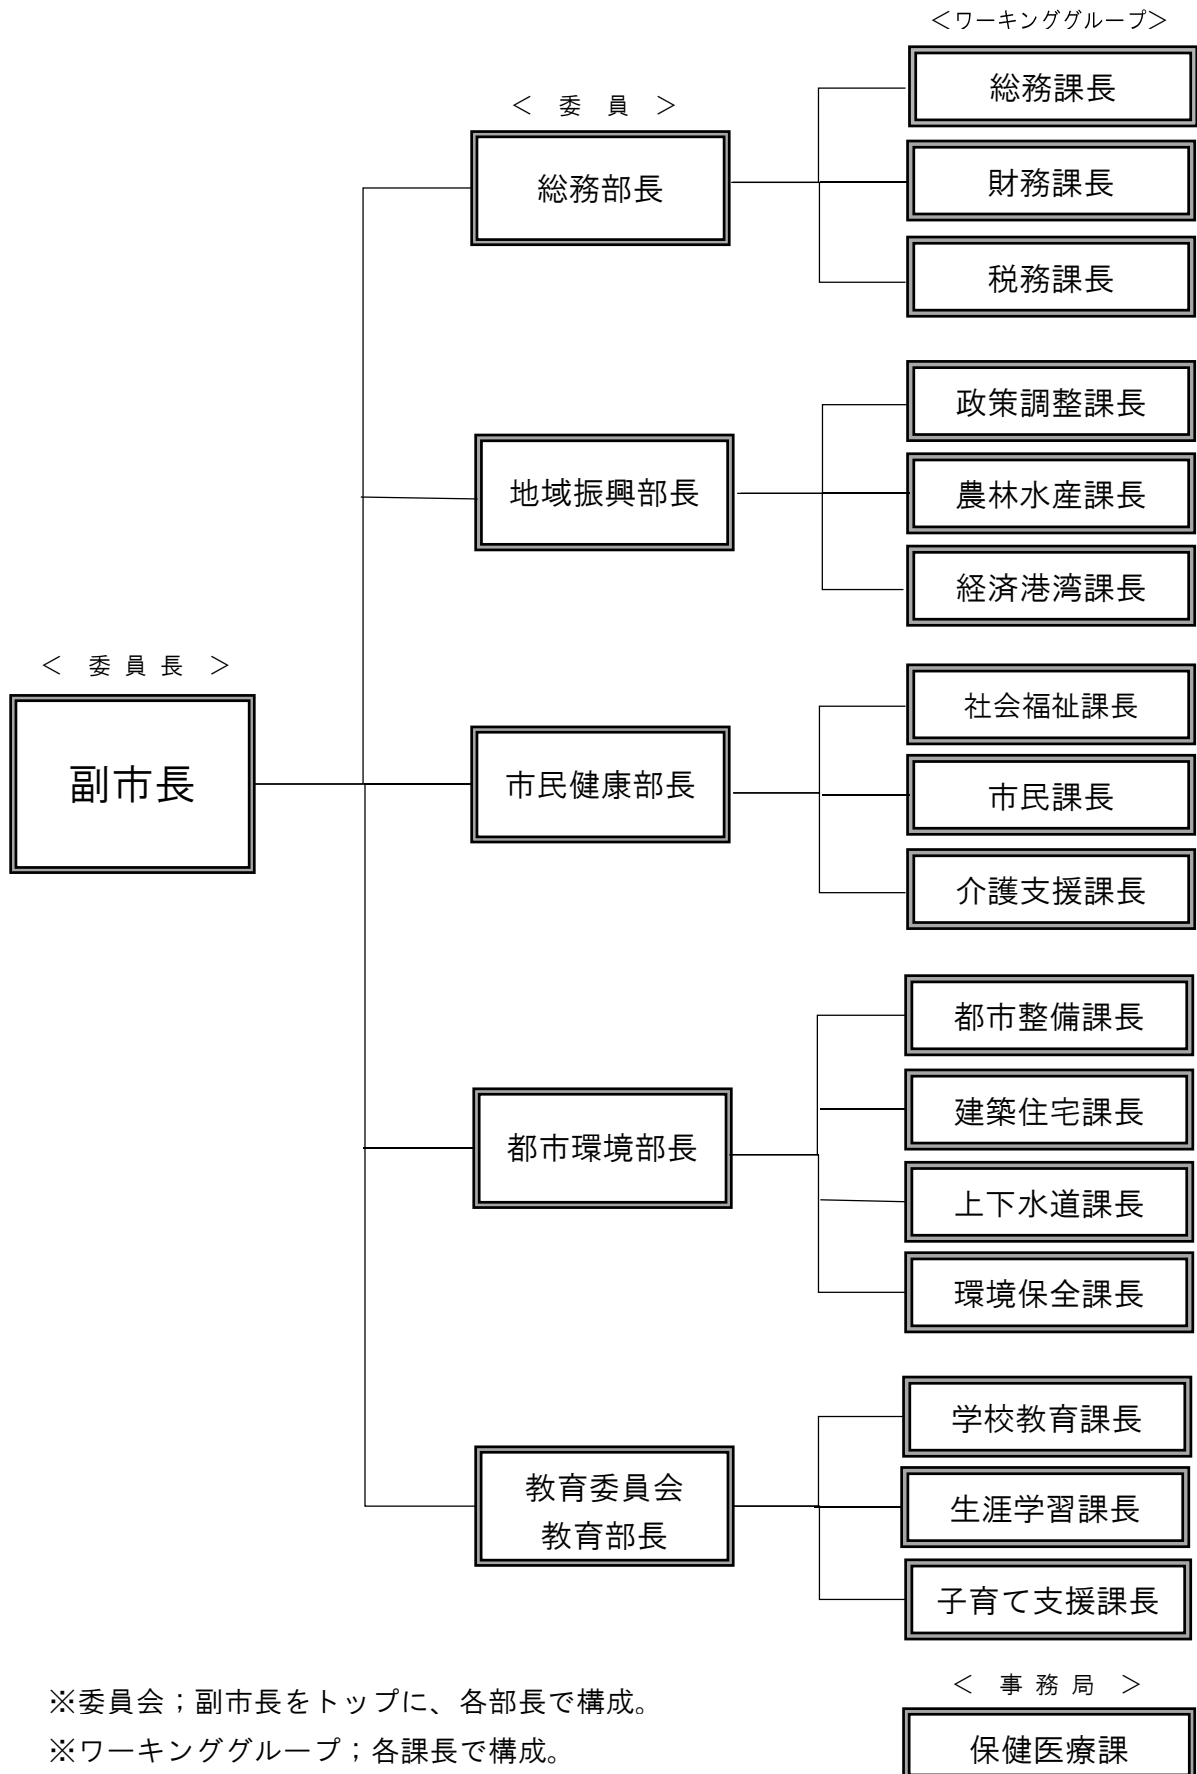 ＜ワーキンググループ＞
総務課長
＜　委　員　＞
総務部長
財務課長
税務課長
政策調整課長
地域振興部長
農林水産課長
経済港湾課長
＜　委 員 長　＞
副市長
社会福祉課長
市民健康部長
市民課長
介護支援課長
都市整備課長
建築住宅課長
都市環境部長
上下水道課長
環境保全課長
学校教育課長
教育委員会
教育部長
生涯学習課長
子育て支援課長
＜　事 務 局　＞
※委員会；副市長をトップに、各部長で構成。
※ワーキンググループ；各課長で構成。
保健医療課